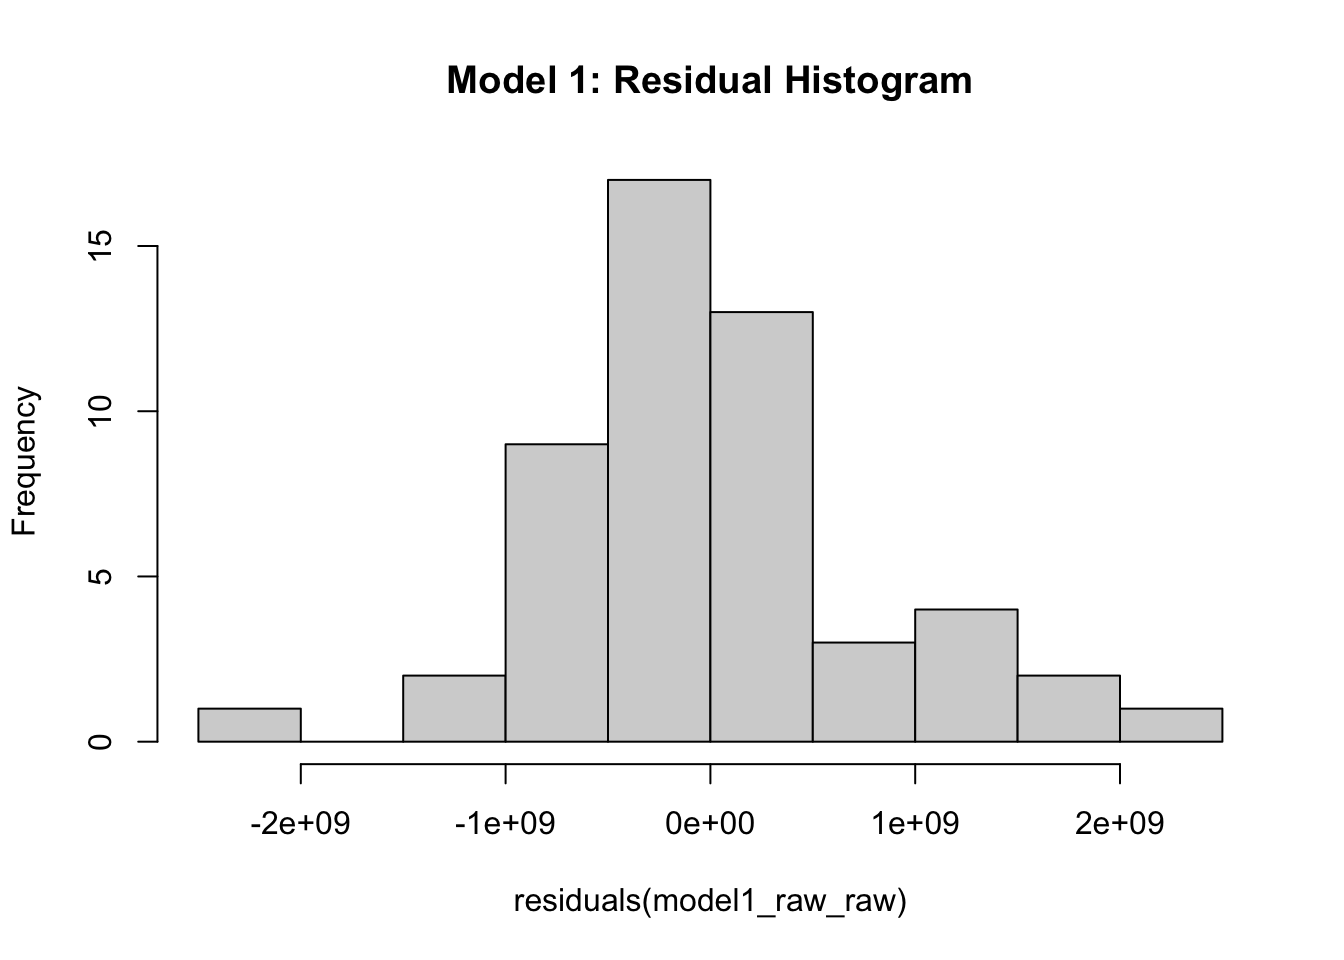 Model 1: Residual Histogram
Frequency
15
10
5
0
-2e+09 -1e+09 0e+00 1e+09 2e+09
residuals(model1_raw_raw)